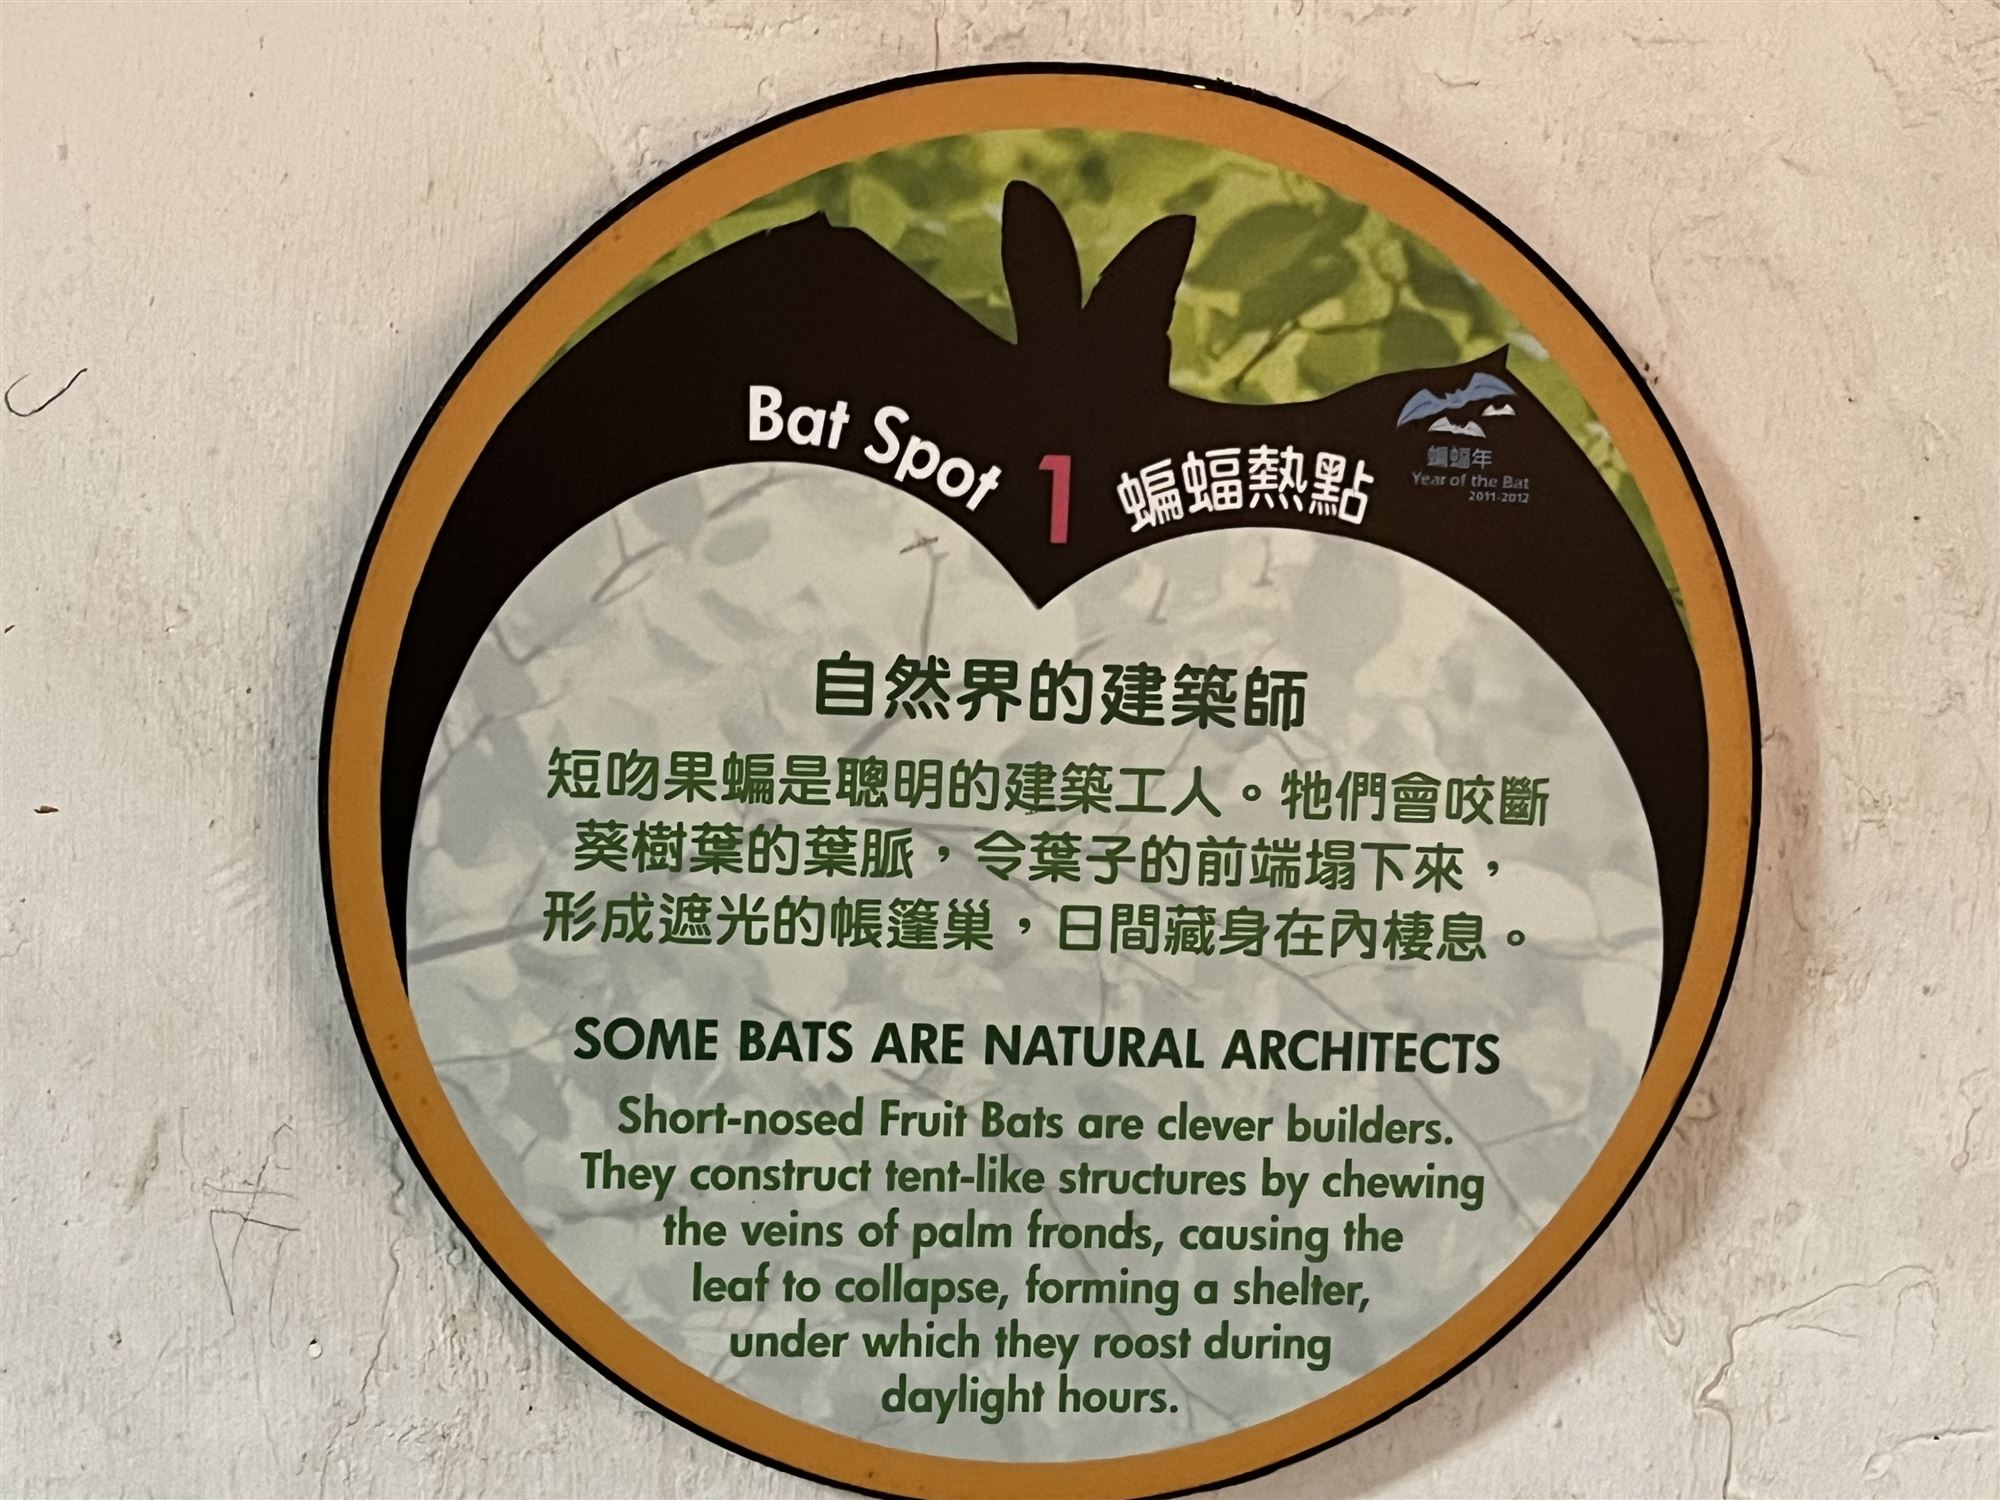 Bat Spot 1 蝙蝠熱點
蝙蝠年
Year of the Bat
2011-2012
自然界的建築師
短吻果蝠是聰明的建築工人。牠們會咬斷
葵樹葉的葉脈，令葉子的前端塌下來，
形成遮光的帳篷巢，日間藏身在內棲息。
SOME BATS ARE NATURAL ARCHITECTS
Short-nosed Fruit Bats are clever builders.
They construct tent-like structures by chewing
the veins of palm fronds, causing the
leaf to collapse, forming a shelter,
under which they roost during
daylight hours.